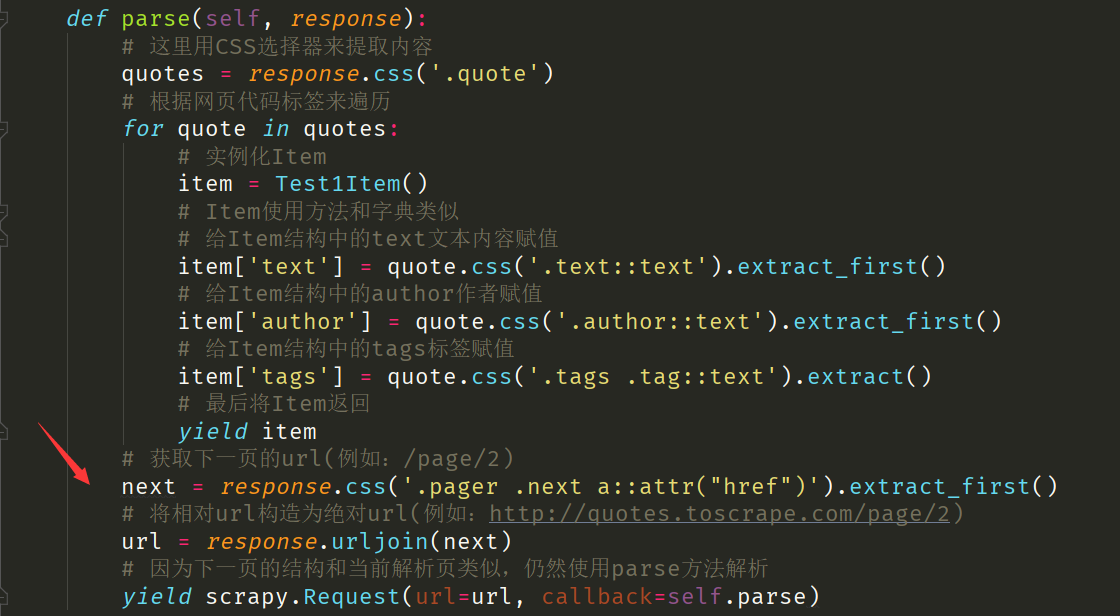 def parse(self, response):
# 这里用CSS选择器来提取内容
quotes = response.css('.quote')
# 根据网页代码标签来遍历
for quote in quotes:
# 实例化Item
item = Test1Item()
# Item使用方法和字典类似
# 给Item结构中的text文本内容赋值
item['text'] = quote.css('.text::text').extract_first()
# 给Item结构中的author作者赋值
item['author'] = quote.css('.author::text').extract_first()
# 给Item结构中的tags标签赋值
item['tags'] = quote.css('.tags .tag::text').extract()
# 最后将Item返回
yield item
# 获取下一页的url(例如：/page/2)
next = response.css('.pager .next a::attr("href")').extract_first()
# 将相对url构造为绝对url(例如：http://quotes.toscrape.com/page/2)
url = response.urljoin(next)
# 因为下一页的结构和当前解析页类似，仍然使用parse方法解析
yield scrapy.Request(url=url, callback=self.parse)